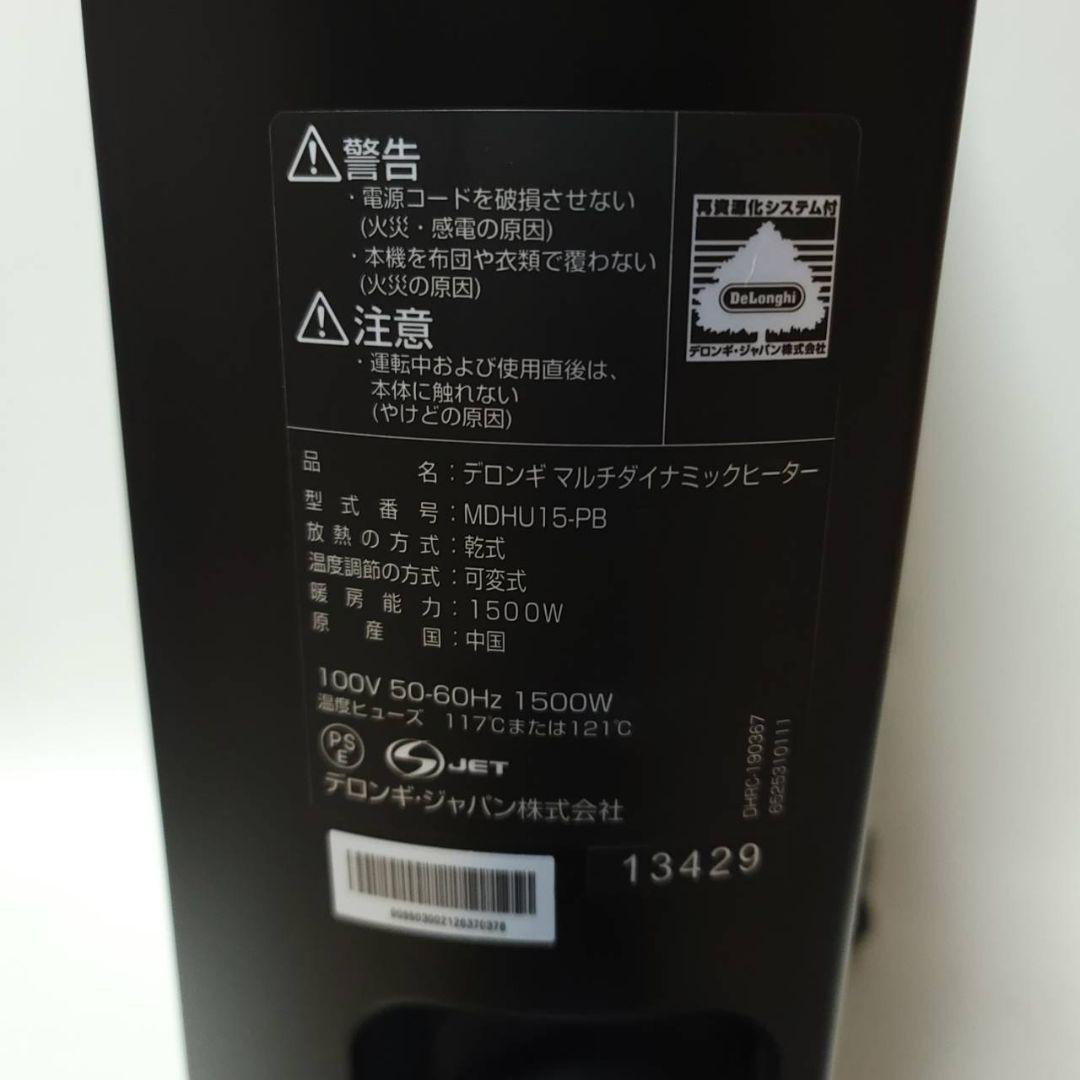 警告
・電源コードを破損させない
(火災・感電の原因)
・本機を布団や衣類で覆わない
(火災の原因)
注意
・運転中および使用直後は、
本体に触れない
(やけどの原因)
再資源化システム付
DeLonghi
デロンギ・ジャパン株式会社
品名：デロンギ マルチダイナミックヒーター
型式番号：MDHU15-PB
放熱の方式：乾式
温度調節の方式：可変式
暖房能力：1500W
原産国：中国
100V 50-60Hz 1500W
温度ヒューズ 117℃または121℃
PSE
JET
デロンギ・ジャパン株式会社
DHRC-190367
6625310111
13429